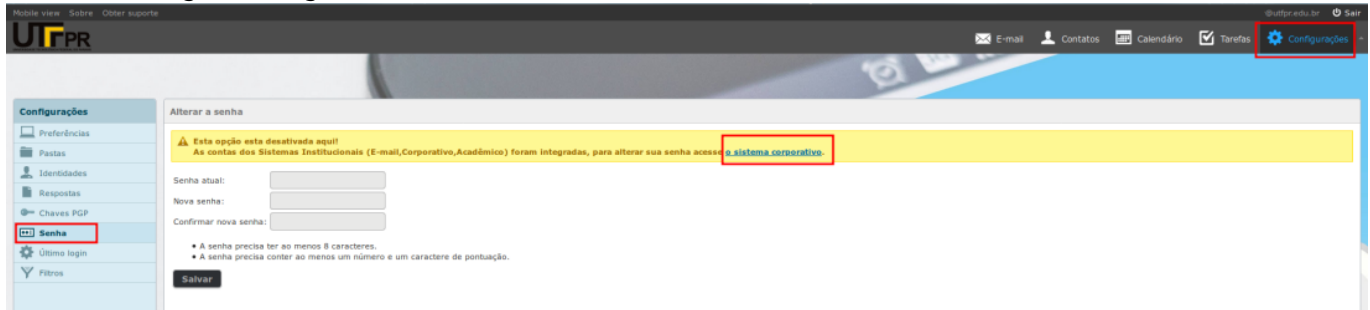 Mobile view Sobre Obter suporte
@utfpr.edu.br Sair
UTFPR
E-mail Contatos Calendário Tarefas Configurações
Configurações
Preferências
Pastas
Identidades
Respostas
Chaves PGP
Senha
Último login
Filtros
Alterar a senha
Esta opção esta desativada aqui!
As contas dos Sistemas Institucionais (E-mail,Corporativo,Acadêmico) foram integradas, para alterar sua senha acesse o sistema corporativo.
Senha atual:
Nova senha:
Confirmar nova senha:
• A senha precisa ter ao menos 8 caracteres.
• A senha precisa conter ao menos um número e um caractere de pontuação.
Salvar